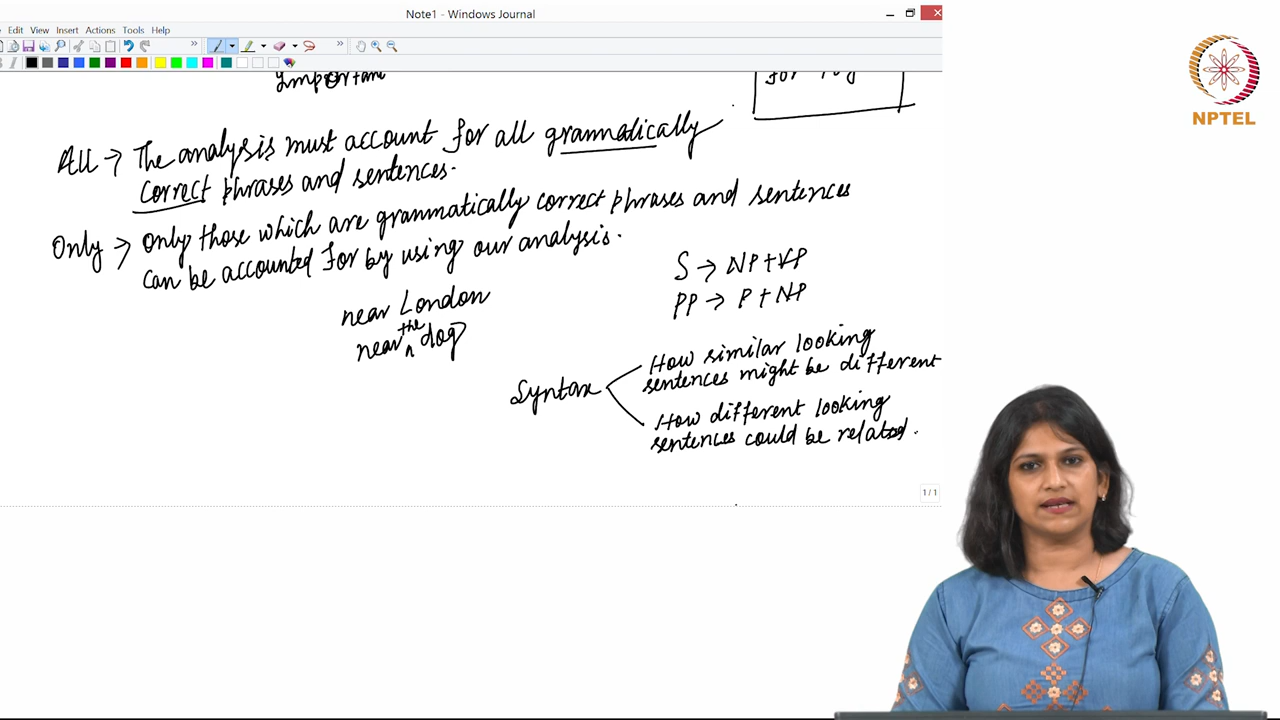 Note1 - Windows Journal
Edit View Insert Actions Tools Help
NPTEL
All → The analysis must account for all grammatically
correct phrases and sentences.
Only → Only those which are grammatically correct phrases and sentences
can be accounted for by using our analysis.
near London
near the dog
S → NP+VP
PP → P+NP
Syntax
How similar looking
sentences might be different
How different looking
sentences could be related.
1/1